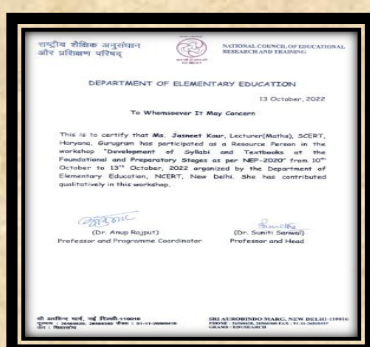 राष्ट्रीय शैक्षिक अनुसंधान
और प्रशिक्षण परिषद्
NATIONAL COUNCIL OF EDUCATIONAL
RESEARCH AND TRAINING
DEPARTMENT OF ELEMENTARY EDUCATION
13 October, 2022
To Whomsoever It May Concern
This is to certify that Ms. Jasneet Kaur, Lecturer(Maths), SCERT,
Haryana, Gurugram has participated as a Resource Person in the
workshop "Development of Syllabi and Textbooks at the
Foundational and Preparatory Stages as per NEP-2020" from 10th
October to 13th October, 2022 organized by the Department of
Elementary Education, NCERT, New Delhi. She has contributed
qualitatively in this workshop.
(Dr. Anup Rajput)
Professor and Programme Coordinator
(Dr. Suniti Sanwal)
Professor and Head
श्री अरविन्द मार्ग, नई दिल्ली-110016
SRI AUROBINDO MARG, NEW DELHI-110016